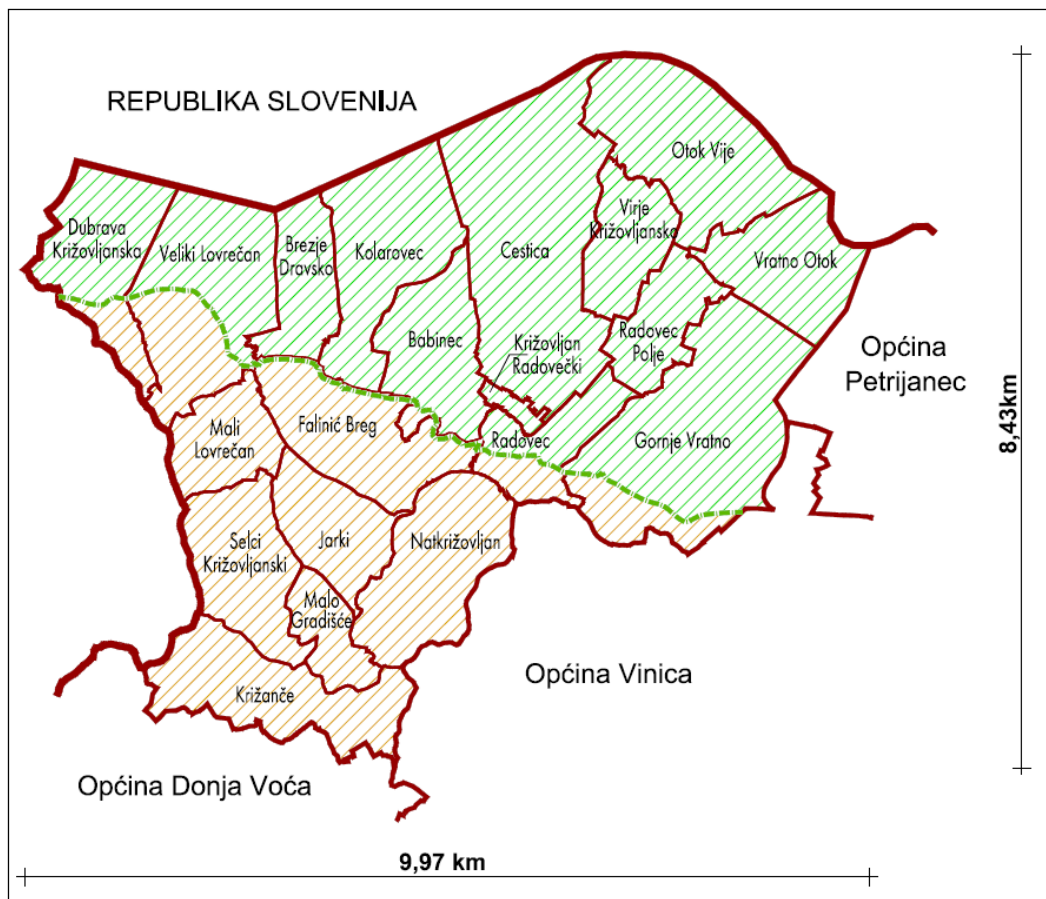 REPUBLIKA SLOVENIJA
Otok Vije
Dubrava
Križovljanska
Veliki Lovrečan
Brezje
Dravsko
Kolarovec
Cestica
Virje
Križovljansko
Vratno Otok
Babinec
Križovljan
Radovečki
Radovec
Polje
Općina
Petrijanec
Mali
Lovrečan
Falinić Breg
Radovec
Gornje Vratno
8,43km
Selci
Križovljanski
Jarki
Natkrižovljan
Malo
Gradišće
Križanče
Općina Vinica
Općina Donja Voća
9,97 km